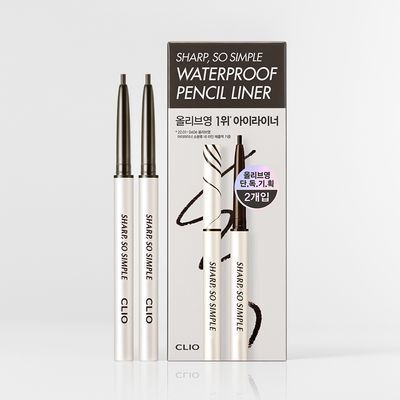 SHARP, SO SIMPLE
WATERPROOF
PENCIL LINER
올리브영 1위* 아이라이너
올리브영
단,독,기,획
2개입
SHARP, SO SIMPLE
CLIO
SHARP, SO SIMPLE
CLIO
SHARP, SO SIMPLE
SHARP, SO SIMPLE
CLIO